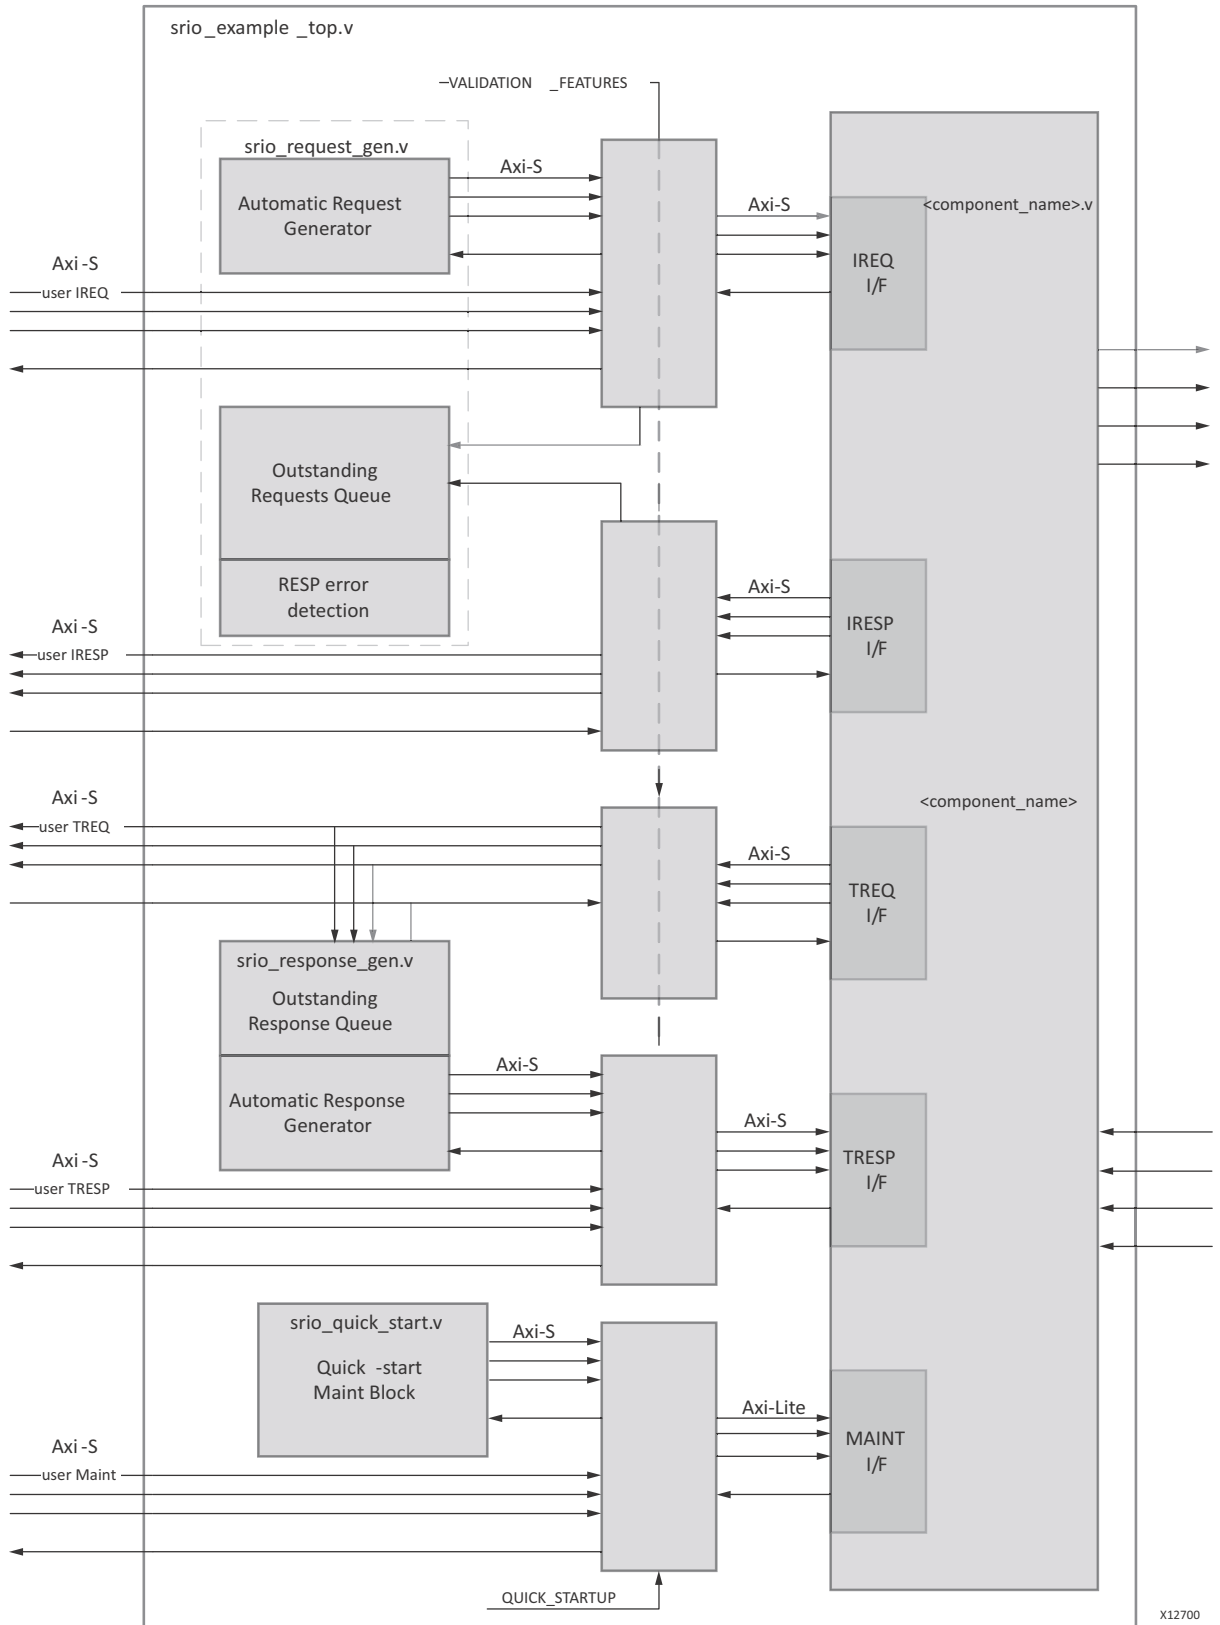 srio_example _top.v
VALIDATION _FEATURES
srio_request_gen.v
Automatic Request
Generator
Axi-S
Axi-S
<component_name>.v
IREQ
I/F
Axi-S
user IREQ
Outstanding
Requests Queue
RESP error
detection
Axi-S
IRESP
I/F
Axi-S
user IRESP
Axi-S
user TREQ
<component_name>
Axi-S
TREQ
I/F
srio_response_gen.v
Outstanding
Response Queue
Automatic Response
Generator
Axi-S
Axi-S
TRESP
I/F
Axi-S
user TRESP
srio_quick_start.v
Quick -start
Maint Block
Axi-S
Axi-Lite
MAINT
I/F
Axi-S
user Maint
QUICK_STARTUP
X12700